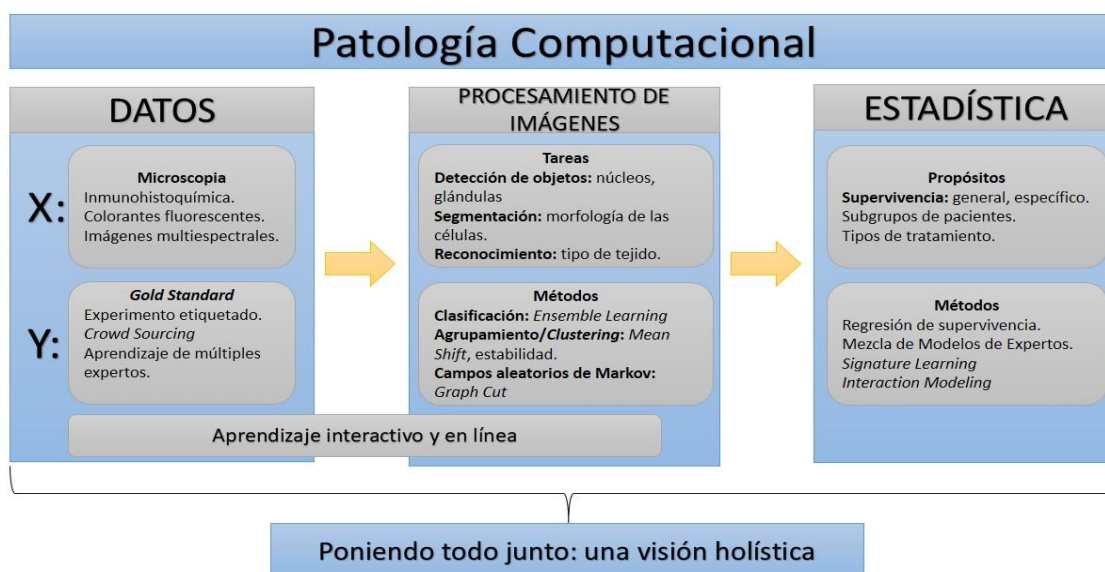 Patología Computacional
DATOS
X:
Microscopia
Inmunohistoquímica.
Colorantes fluorescentes.
Imágenes multiespectrales.
Y:
Gold Standard
Experimento etiquetado.
Crowd Sourcing
Aprendizaje de múltiples
expertos.
PROCESAMIENTO DE
IMÁGENES
Tareas
Detección de objetos: núcleos,
glándulas
Segmentación: morfología de las
células.
Reconocimiento: tipo de tejido.
Métodos
Clasificación: Ensemble Learning
Agrupamiento/Clustering: Mean
Shift, estabilidad.
Campos aleatorios de Markov:
Graph Cut
Aprendizaje interactivo y en línea
ESTADÍSTICA
Propósitos
Supervivencia: general, específico.
Subgrupos de pacientes.
Tipos de tratamiento.
Métodos
Regresión de supervivencia.
Mezcla de Modelos de Expertos.
Signature Learning
Interaction Modeling
Poniendo todo junto: una visión holística